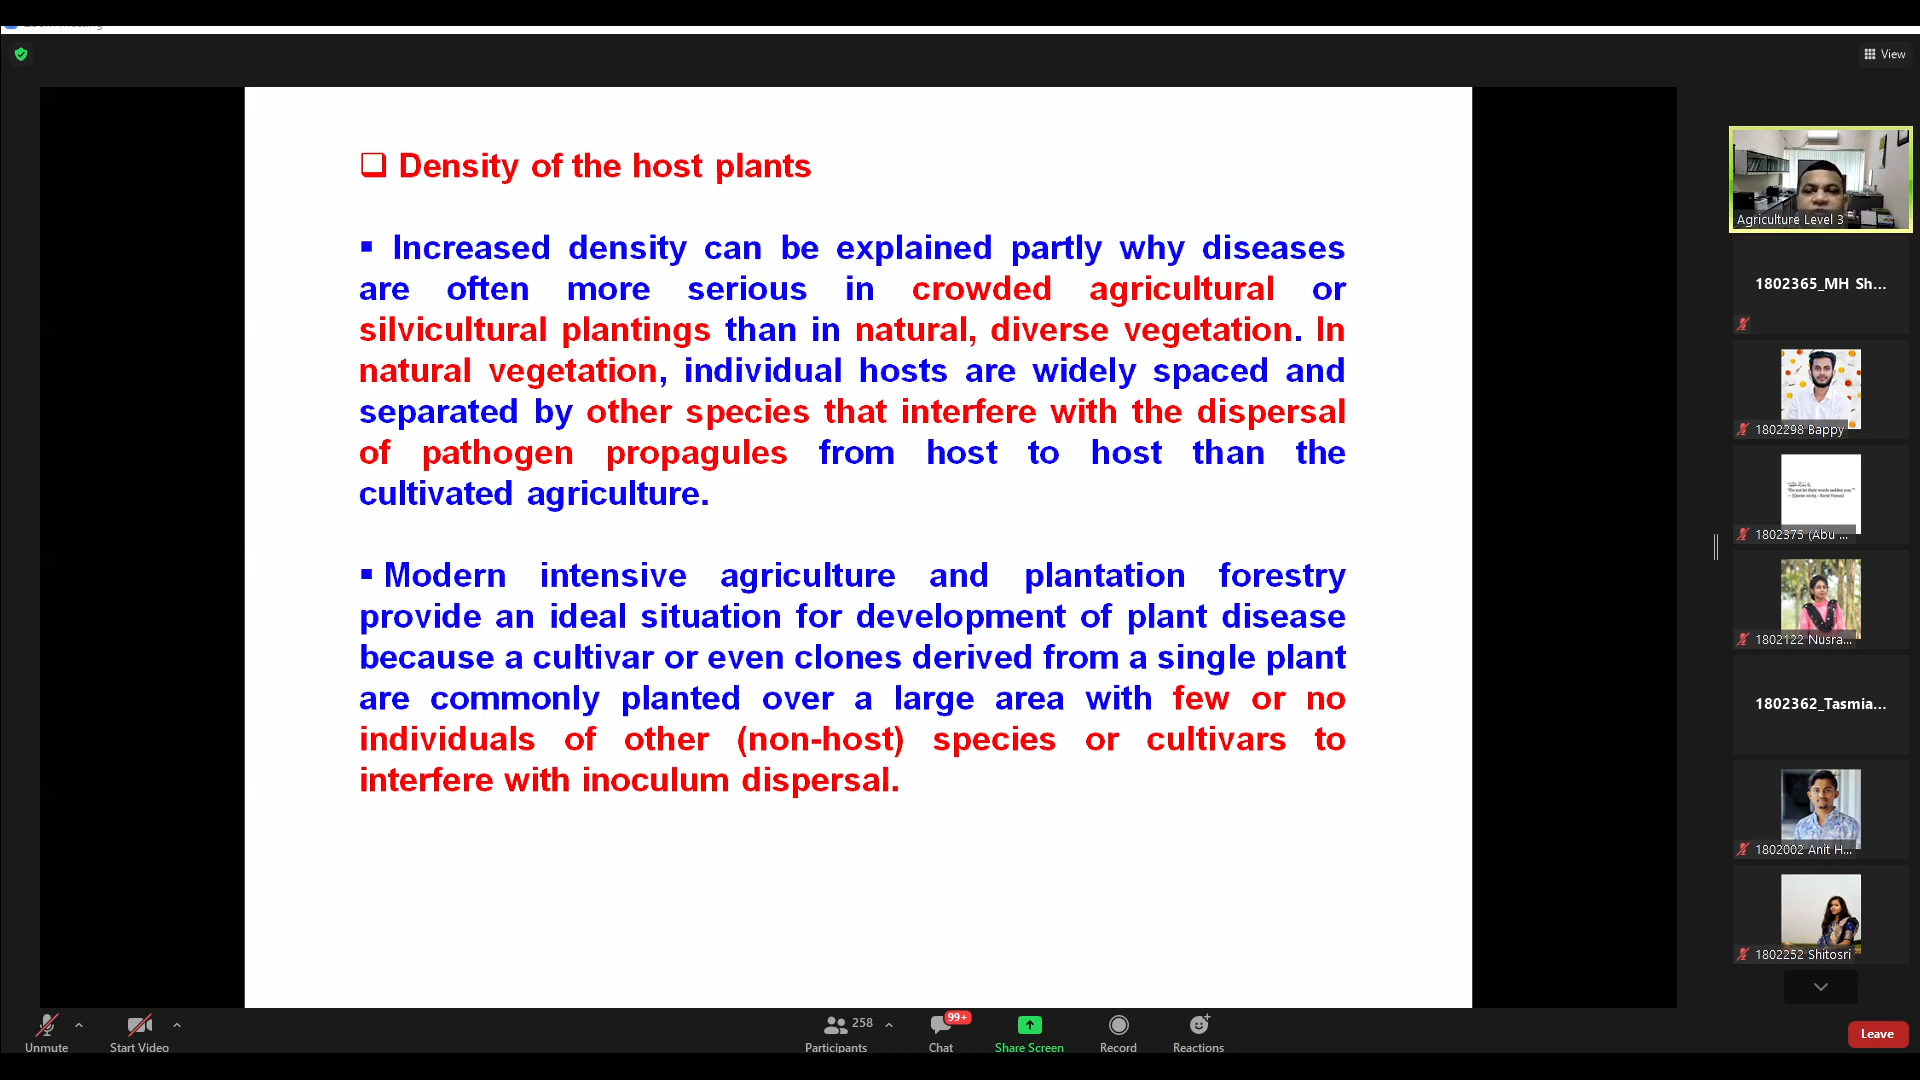 View
❑ Density of the host plants
▪ Increased density can be explained partly why diseases
are often more serious in crowded agricultural or
silvicultural plantings than in natural, diverse vegetation. In
natural vegetation, individual hosts are widely spaced and
separated by other species that interfere with the dispersal
of pathogen propagules from host to host than the
cultivated agriculture.
▪ Modern intensive agriculture and plantation forestry
provide an ideal situation for development of plant disease
because a cultivar or even clones derived from a single plant
are commonly planted over a large area with few or no
individuals of other (non-host) species or cultivars to
interfere with inoculum dispersal.
Agriculture Level 3
1802365_MH Sh...
1802298 Bappy
1802375 (Abu ...
1802122 Nusra...
1802362_Tasmia...
1802002 Anit H...
1802252 Shitosri
Unmute
Start Video
258
Participants
99+
Chat
Share Screen
Record
Reactions
Leave